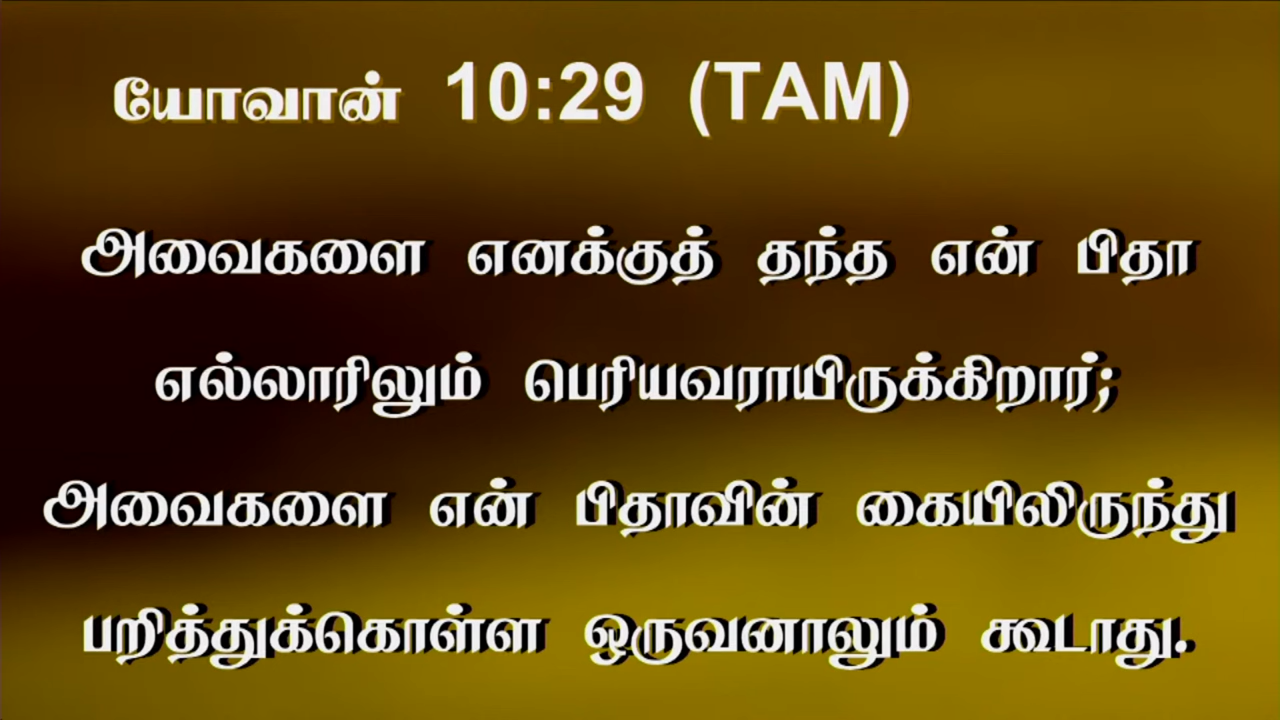 யோவான் 10:29 (TAM)
அவைகளை எனக்குத் தந்த என் பிதா
எல்லாரிலும் பெரியவராயிருக்கிறார்;
அவைகளை என் பிதாவின் கையிலிருந்து
பறித்துக்கொள்ள ஒருவனாலும் கூடாது.